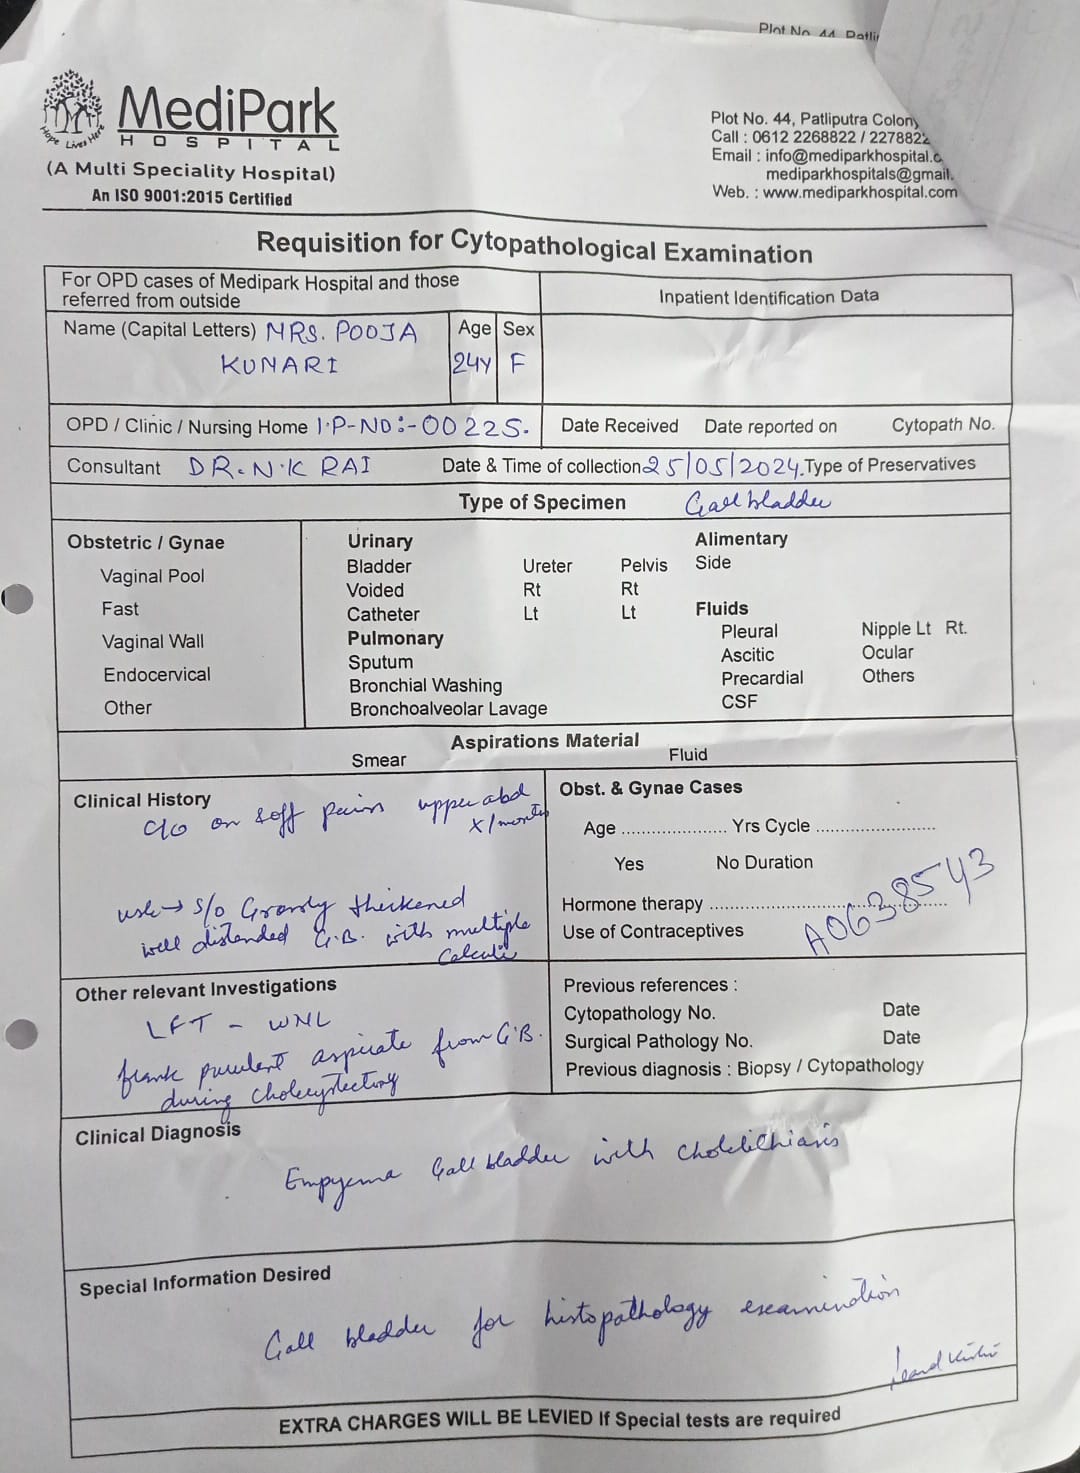 Plot No. 44, Patli
MediPark
HOSPITAL
Hope Lives Here
(A Multi Speciality Hospital)
An ISO 9001:2015 Certified
Plot No. 44, Patliputra Colony
Call : 0612 2268822 / 227882
Email : info@mediparkhospital.c
mediparkhospitals@gmail.
Web. : www.mediparkhospital.com
Requisition for Cytopathological Examination
For OPD cases of Medipark Hospital and those
referred from outside
Inpatient Identification Data
Name (Capital Letters) MRS. POOJA
KUMARI
Age Sex
24y F
OPD / Clinic / Nursing Home I.P-NO:-00225.
Date Received Date reported on Cytopath No.
Consultant DR.N.K RAI Date & Time of collection 25/05/2024. Type of Preservatives
Type of Specimen Gall bladder
Obstetric / Gynae
Vaginal Pool
Fast
Vaginal Wall
Endocervical
Other
Urinary
Bladder Ureter Pelvis
Voided Rt Rt
Catheter Lt Lt
Pulmonary
Sputum
Bronchial Washing
Bronchoalveolar Lavage
Alimentary
Side
Fluids
Pleural Nipple Lt Rt.
Ascitic Ocular
Precardial Others
CSF
Aspirations Material
Smear Fluid
Clinical History
c/o on & off pain upper abd
x 1 month
USG → s/o Grossly thickened
well distended G.B. with multiple
calculi
Obst. & Gynae Cases
Age .................... Yrs Cycle ......................
Yes No Duration
Hormone therapy ............................................
Use of Contraceptives
A0638543
Other relevant Investigations
LFT - WNL
frank purulent aspirate from G.B.
during cholecystectomy
Previous references :
Cytopathology No. Date
Surgical Pathology No. Date
Previous diagnosis : Biopsy / Cytopathology
Clinical Diagnosis
Empyema Gall bladder with cholelithiasis
Special Information Desired
Gall bladder for histopathology examination
EXTRA CHARGES WILL BE LEVIED If Special tests are required